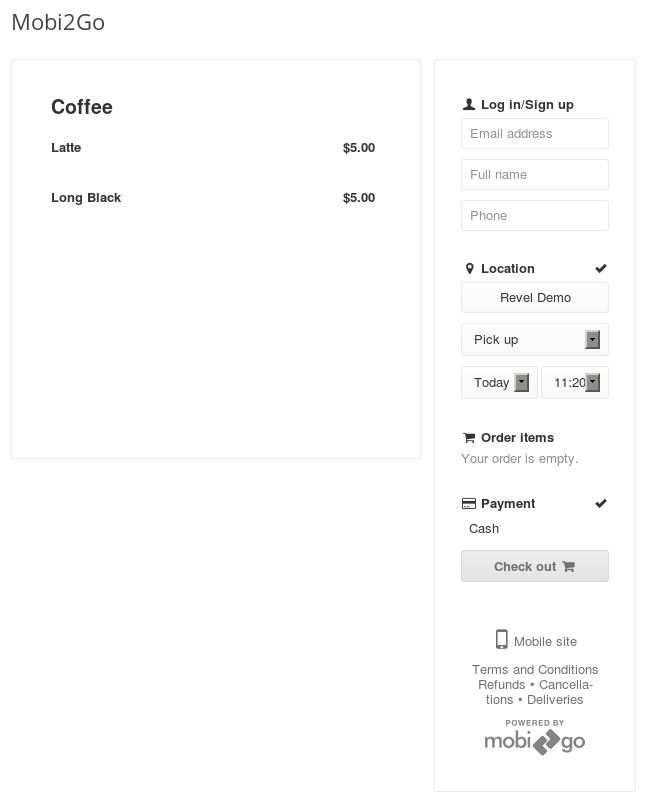 Mobi2Go
Coffee
Latte $5.00
Long Black $5.00
Log in/Sign up
Email address
Full name
Phone
Location
Revel Demo
Pick up
Today 11:20
Order items
Your order is empty.
Payment
Cash
Check out
Mobile site
Terms and Conditions
Refunds • Cancella-
tions • Deliveries
POWERED BY
mobi2go